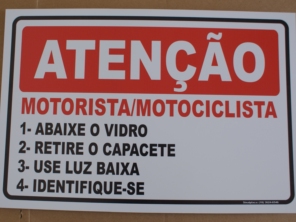 ATENÇÃO
MOTORISTA/MOTOCICLISTA
1- ABAIXE O VIDRO
2- RETIRE O CAPACETE
3- USE LUZ BAIXA
4- IDENTIFIQUE-SE